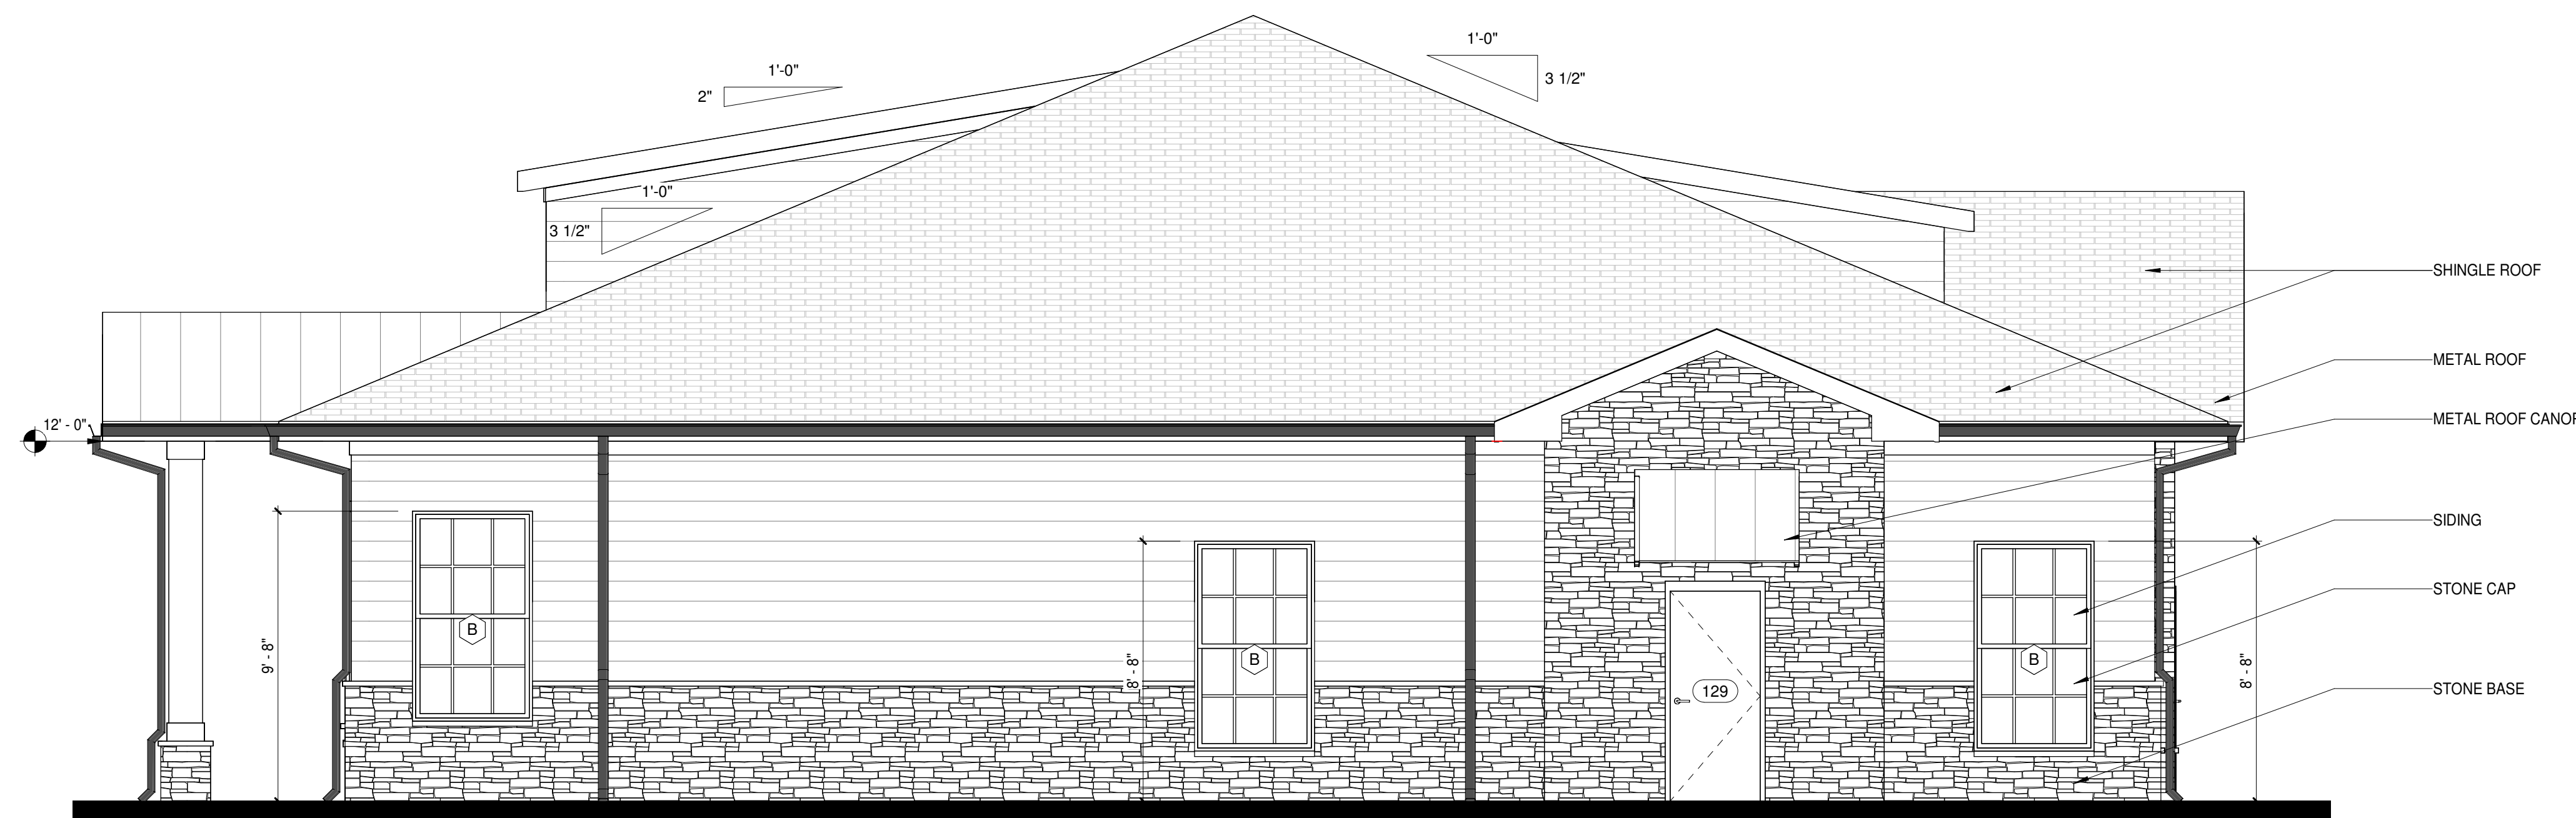 1'-0"
3 1/2"
1'-0"
2"
1'-0"
3 1/2"
SHINGLE ROOF
METAL ROOF
METAL ROOF CANOP
12' - 0"
SIDING
STONE CAP
9' - 8"
8' - 8"
8' - 8"
B
B
B
129
STONE BASE